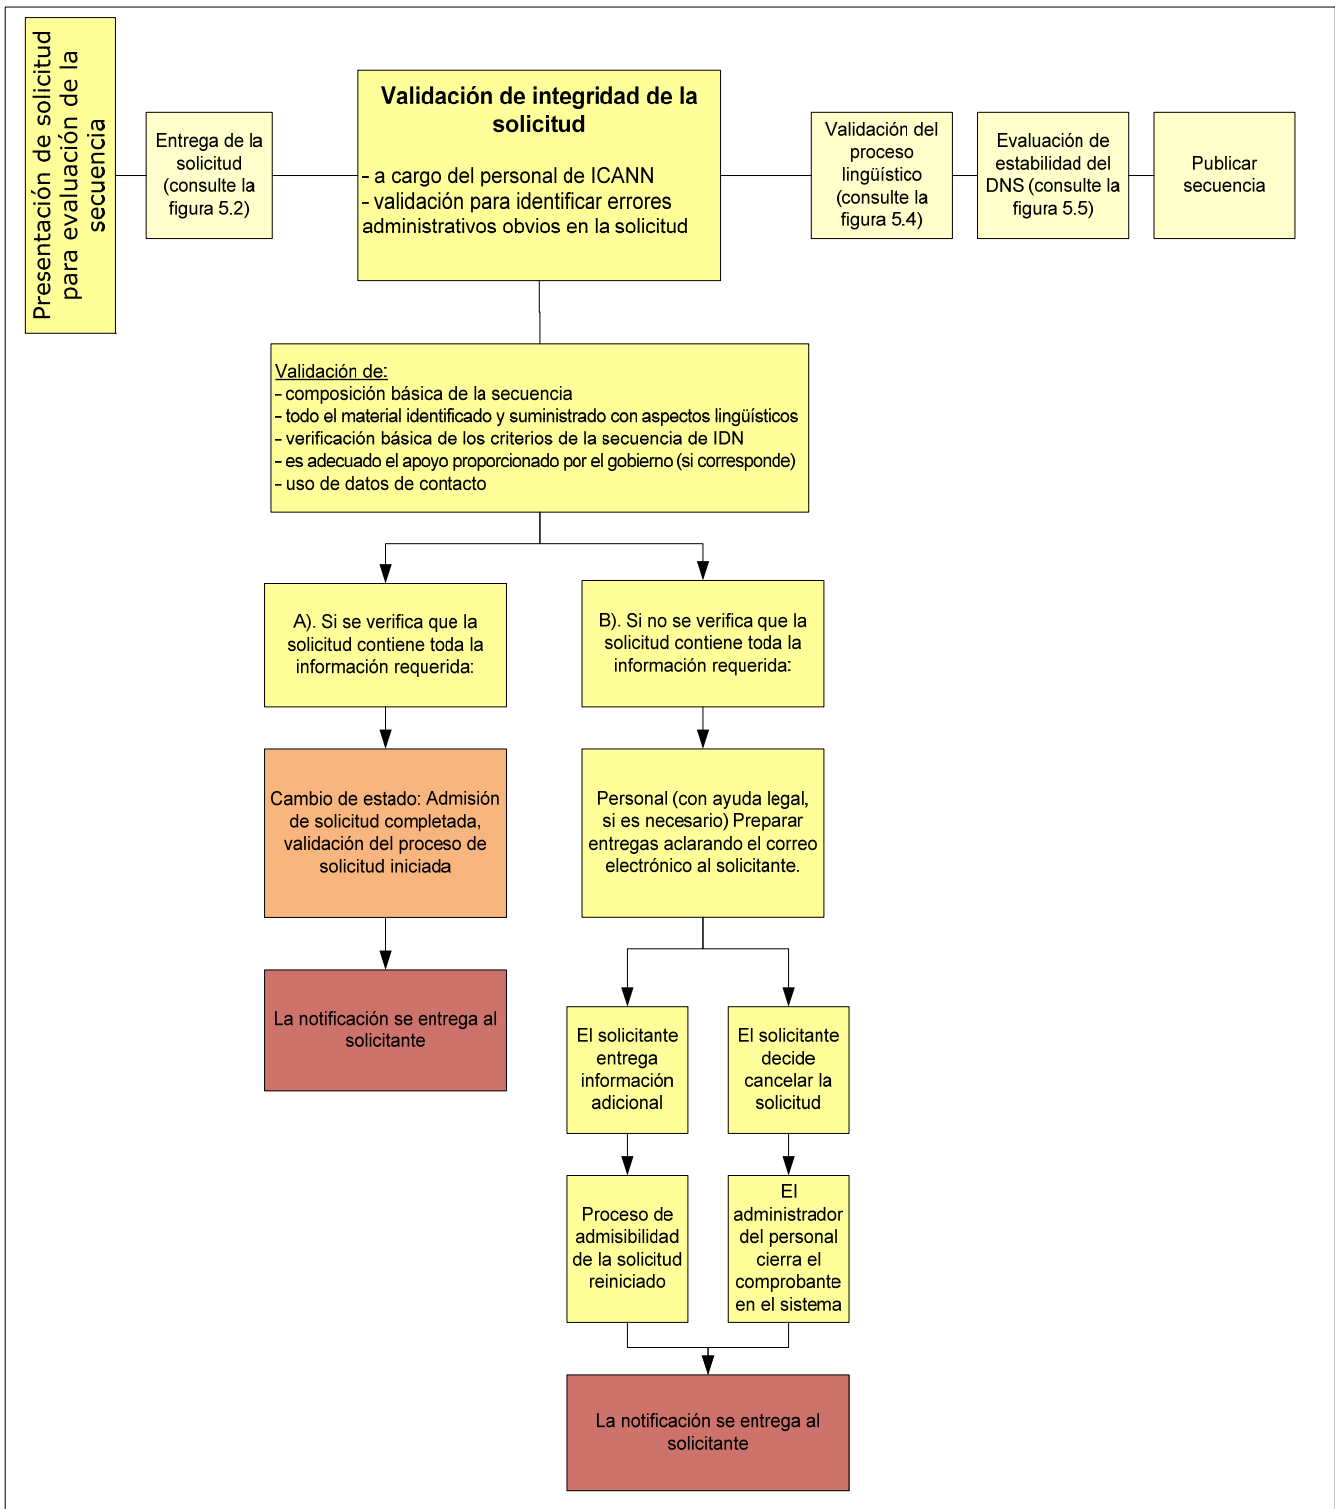 Presentación de solicitud
para evaluación de la
secuencia
Entrega de la
solicitud
(consulte la
figura 5.2)
Validación de integridad de la
solicitud
- a cargo del personal de ICANN
- validación para identificar errores
administrativos obvios en la solicitud
Validación del
proceso
lingüístico
(consulte la
figura 5.4)
Evaluación de
estabilidad del
DNS (consulte la
figura 5.5)
Publicar
secuencia
Validación de:
- composición básica de la secuencia
- todo el material identificado y suministrado con aspectos lingüísticos
- verificación básica de los criterios de la secuencia de IDN
- es adecuado el apoyo proporcionado por el gobierno (si corresponde)
- uso de datos de contacto
A). Si se verifica que la
solicitud contiene toda la
información requerida:
B). Si no se verifica que la
solicitud contiene toda la
información requerida:
Cambio de estado: Admisión
de solicitud completada,
validación del proceso de
solicitud iniciada
Personal (con ayuda legal,
si es necesario) Preparar
entregas aclarando el correo
electrónico al solicitante.
La notificación se entrega al
solicitante
El solicitante
entrega
información
adicional
El solicitante
decide
cancelar la
solicitud
Proceso de
admisibilidad
de la solicitud
reiniciado
El
administrador
del personal
cierra el
comprobante
en el sistema
La notificación se entrega al
solicitante